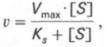 υ = V_max · [S] / (K_s + [S]) ,